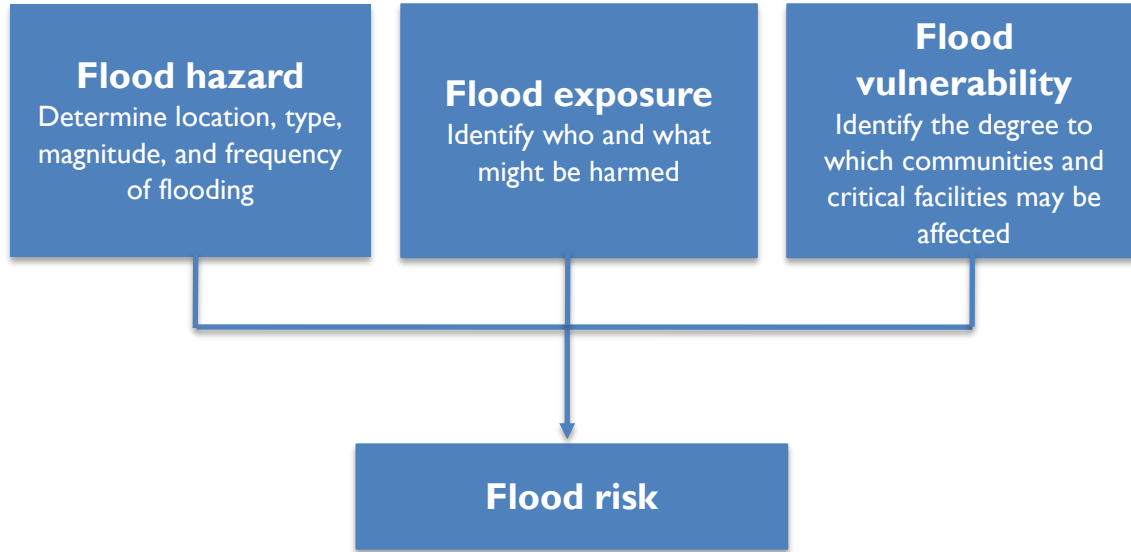 Flood hazard
Determine location, type,
magnitude, and frequency
of flooding
Flood exposure
Identify who and what
might be harmed
Flood
vulnerability
Identify the degree to
which communities and
critical facilities may be
affected
Flood risk